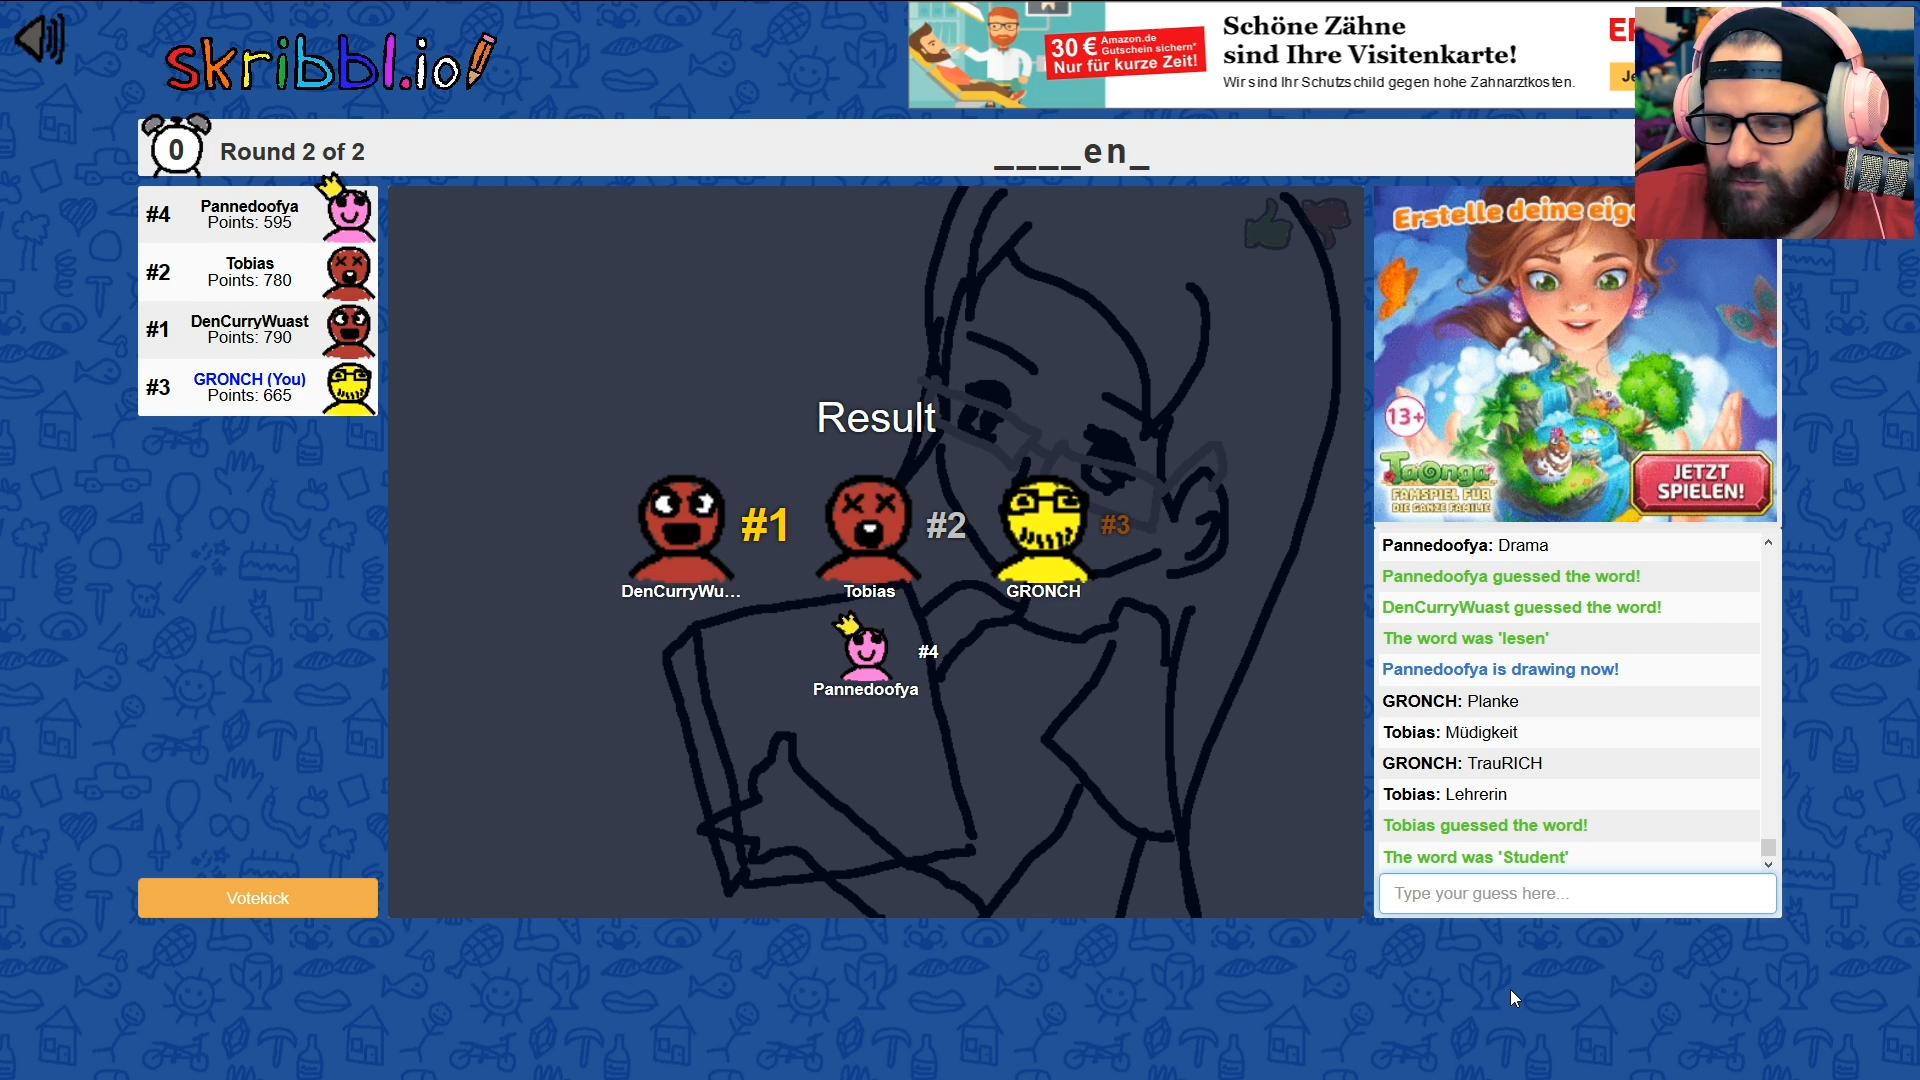 skribbl.io
30 € Amazon.de
Gutschein sichern*
Nur für kurze Zeit!
Schöne Zähne
sind Ihre Visitenkarte!
Wir sind Ihr Schutzschild gegen hohe Zahnarztkosten.
0
Round 2 of 2
____en_
#4
Pannedoofya
Points: 595
#2
Tobias
Points: 780
#1
DenCurryWuast
Points: 790
#3
GRONCH (You)
Points: 665
Votekick
Result
#1
#2
#3
DenCurryWu...
Tobias
GRONCH
#4
Pannedoofya
Erstelle deine eig
13+
Taonga
FAMSPIEL FÜR
DIE GANZE FAMILIE
JETZT
SPIELEN!
Pannedoofya: Drama
Pannedoofya guessed the word!
DenCurryWuast guessed the word!
The word was 'lesen'
Pannedoofya is drawing now!
GRONCH: Planke
Tobias: Müdigkeit
GRONCH: TrauRICH
Tobias: Lehrerin
Tobias guessed the word!
The word was 'Student'
Type your guess here...